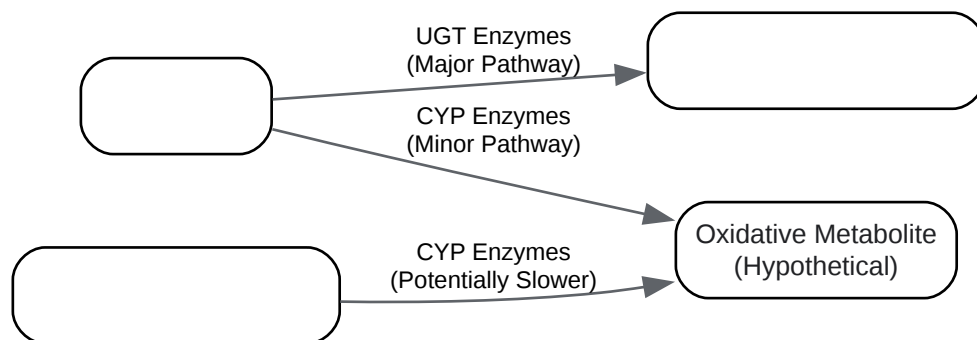 UGT Enzymes
(Major Pathway)
CYP Enzymes
(Minor Pathway)
Oxidative Metabolite
(Hypothetical)
CYP Enzymes
(Potentially Slower)